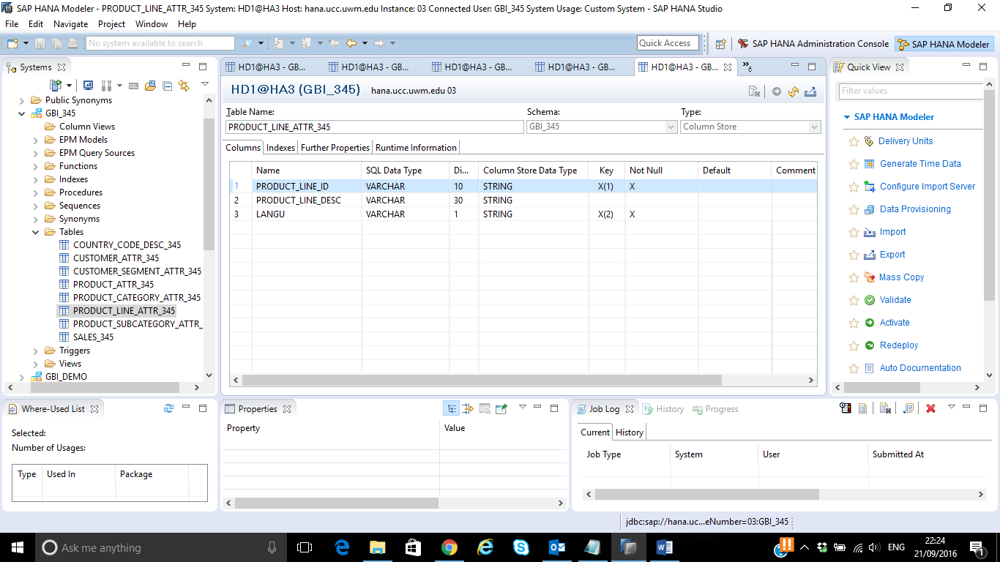 SAP HANA Modeler - PRODUCT_LINE_ATTR_345 System: HD1@HA3 Host: hana.ucc.uwm.edu Instance: 03 Connected User: GBI_345 System Usage: Custom System - SAP HANA Studio
File Edit Navigate Project Window Help
No system available to search
Quick Access
SAP HANA Administration Console
SAP HANA Modeler
Systems
Public Synonyms
GBI_345
Column Views
EPM Models
EPM Query Sources
Functions
Indexes
Procedures
Sequences
Synonyms
Tables
COUNTRY_CODE_DESC_345
CUSTOMER_ATTR_345
CUSTOMER_SEGMENT_ATTR_345
PRODUCT_ATTR_345
PRODUCT_CATEGORY_ATTR_345
PRODUCT_LINE_ATTR_345
PRODUCT_SUBCATEGORY_ATTR_
SALES_345
Triggers
Views
GBI_DEMO
HD1@HA3 - GB... HD1@HA3 - GB... HD1@HA3 - GB... HD1@HA3 - GB... HD1@HA3 - GB... »6
HD1@HA3 (GBI_345) hana.ucc.uwm.edu 03
Table Name: Schema: Type:
PRODUCT_LINE_ATTR_345 GBI_345 Column Store
Columns Indexes Further Properties Runtime Information
Name SQL Data Type Di... Column Store Data Type Key Not Null Default Comment
1 PRODUCT_LINE_ID VARCHAR 10 STRING X(1) X
2 PRODUCT_LINE_DESC VARCHAR 30 STRING
3 LANGU VARCHAR 1 STRING X(2) X
Quick View
Filter values
SAP HANA Modeler
Delivery Units
Generate Time Data
Configure Import Server
Data Provisioning
Import
Export
Mass Copy
Validate
Activate
Redeploy
Auto Documentation
Where-Used List
Selected:
Number of Usages:
Type Used In Package
Properties
Property Value
Job Log History Progress
Current History
Job Type System User Submitted At
jdbc:sap://hana.uc...eNumber=03:GBI_345
Ask me anything
ENG
22:24
21/09/2016
1